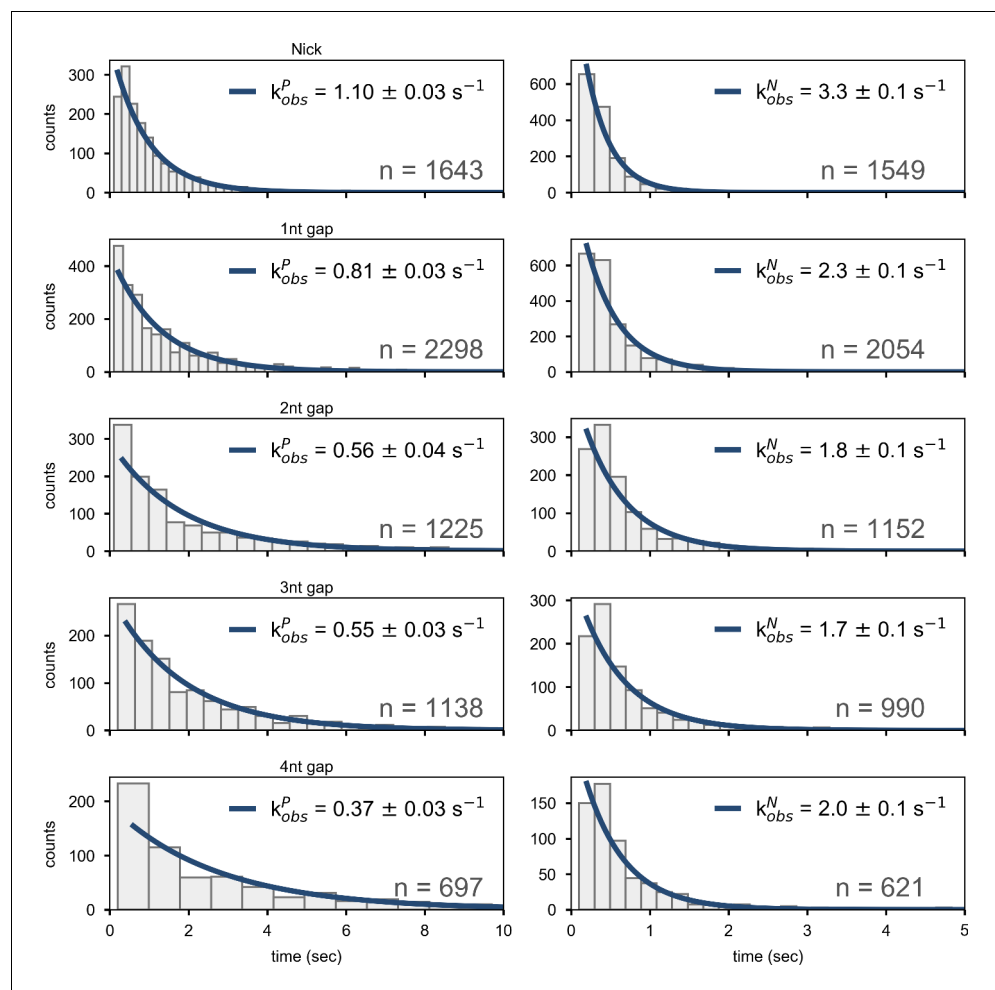 Nick
counts
300
200
100
0
k^P_obs = 1.10 ± 0.03 s⁻¹
n = 1643
600
400
200
0
k^N_obs = 3.3 ± 0.1 s⁻¹
n = 1549
1nt gap
counts
400
200
0
k^P_obs = 0.81 ± 0.03 s⁻¹
n = 2298
600
400
200
0
k^N_obs = 2.3 ± 0.1 s⁻¹
n = 2054
2nt gap
counts
300
200
100
0
k^P_obs = 0.56 ± 0.04 s⁻¹
n = 1225
300
200
100
0
k^N_obs = 1.8 ± 0.1 s⁻¹
n = 1152
3nt gap
counts
200
100
0
k^P_obs = 0.55 ± 0.03 s⁻¹
n = 1138
300
200
100
0
k^N_obs = 1.7 ± 0.1 s⁻¹
n = 990
4nt gap
counts
200
100
0
k^P_obs = 0.37 ± 0.03 s⁻¹
n = 697
0 2 4 6 8 10
time (sec)
150
100
50
0
k^N_obs = 2.0 ± 0.1 s⁻¹
n = 621
0 1 2 3 4 5
time (sec)